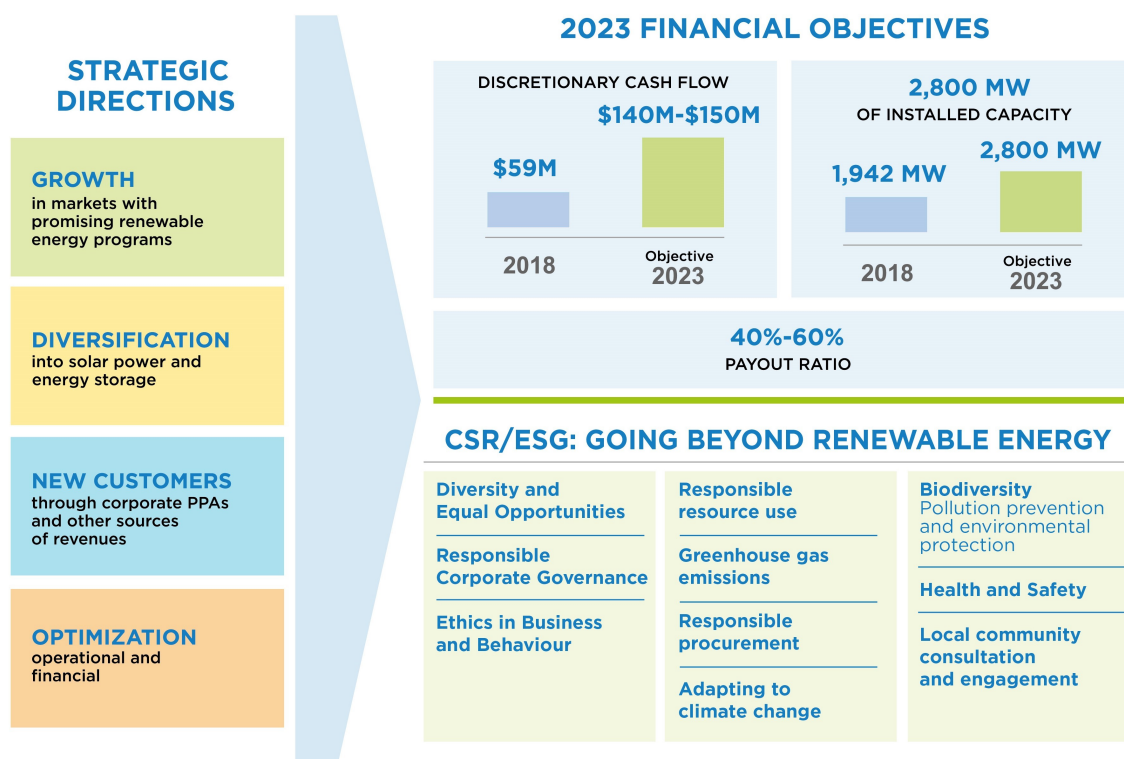 STRATEGIC
DIRECTIONS
GROWTH
in markets with
promising renewable
energy programs
DIVERSIFICATION
into solar power and
energy storage
NEW CUSTOMERS
through corporate PPAs
and other sources
of revenues
OPTIMIZATION
operational and
financial
2023 FINANCIAL OBJECTIVES
DISCRETIONARY CASH FLOW
$140M-$150M
$59M
2018
Objective
2023
2,800 MW
OF INSTALLED CAPACITY
2,800 MW
1,942 MW
2018
Objective
2023
40%-60%
PAYOUT RATIO
CSR/ESG: GOING BEYOND RENEWABLE ENERGY
Diversity and
Equal Opportunities
Responsible
Corporate Governance
Ethics in Business
and Behaviour
Responsible
resource use
Greenhouse gas
emissions
Responsible
procurement
Adapting to
climate change
Biodiversity
Pollution prevention
and environmental
protection
Health and Safety
Local community
consultation
and engagement